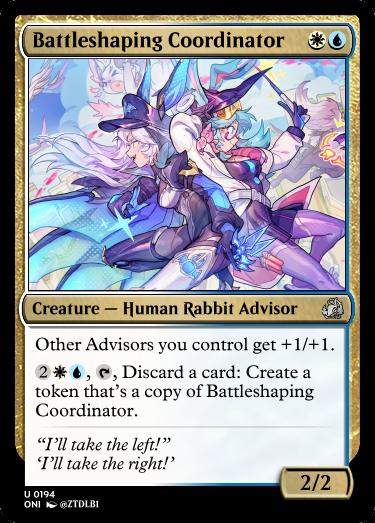 Battleshaping Coordinator
Creature — Human Rabbit Advisor
Other Advisors you control get +1/+1.
2, , Discard a card: Create a
token that's a copy of Battleshaping
Coordinator.
“I'll take the left!”
‘I'll take the right!’
2/2
U 0194
ONI @ZTDLB1